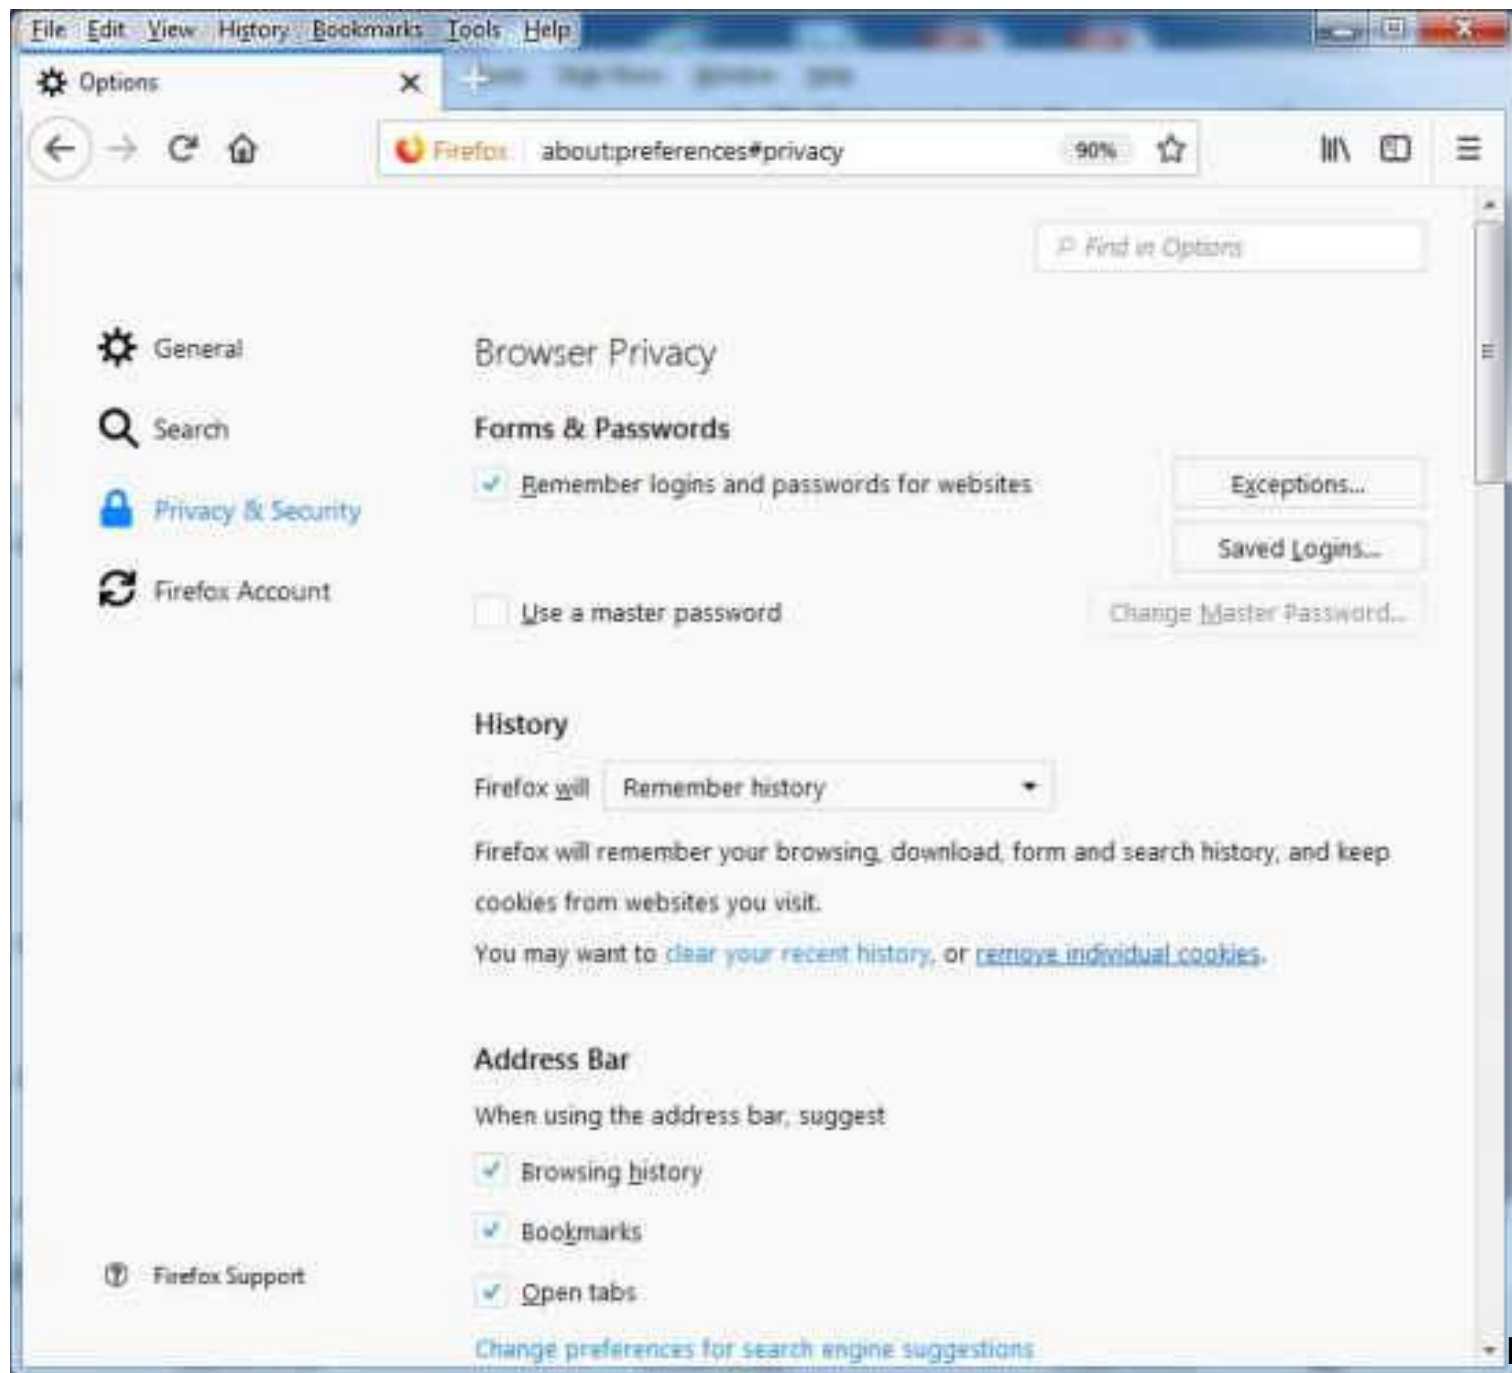 File Edit View History Bookmarks Tools Help
Options
Firefox about:preferences#privacy 90%
Find in Options
General
Search
Privacy & Security
Firefox Account
Firefox Support
Browser Privacy
Forms & Passwords
Remember logins and passwords for websites Exceptions...
Saved Logins...
Use a master password Change Master Password...
History
Firefox will Remember history
Firefox will remember your browsing, download, form and search history, and keep
cookies from websites you visit.
You may want to clear your recent history, or remove individual cookies.
Address Bar
When using the address bar, suggest
Browsing history
Bookmarks
Open tabs
Change preferences for search engine suggestions